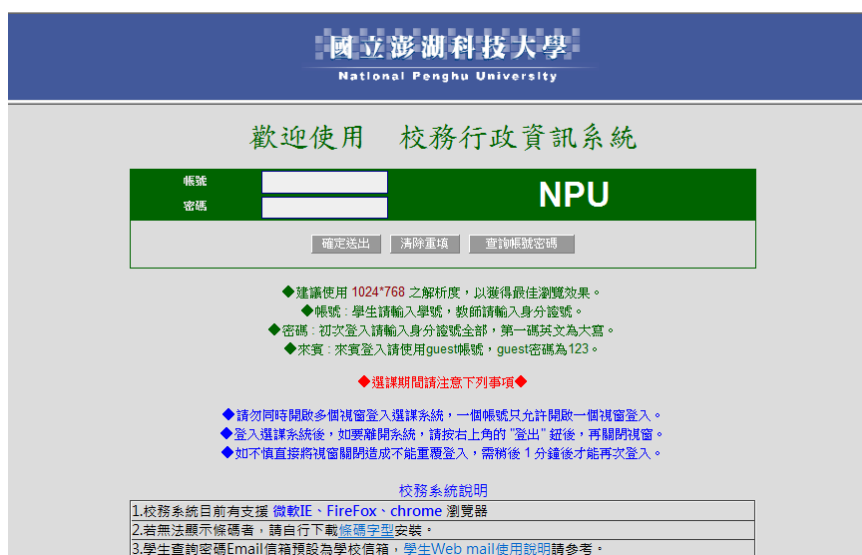 國立澎湖科技大學
National Penghu University
歡迎使用 校務行政資訊系統
帳號
NPU
密碼
確定送出 清除重填 查詢帳號密碼
◆建議使用 1024*768 之解析度，以獲得最佳瀏覽效果。
◆帳號：學生請輸入學號，教師請輸入身分證號。
◆密碼：初次登入請輸入身分證號全部，第一碼英文為大寫。
◆來賓：來賓登入請使用guest帳號，guest密碼為123。
◆選課期間請注意下列事項◆
◆請勿同時開啟多個視窗登入選課系統，一個帳號只允許開啟一個視窗登入。
◆登入選課系統後，如要離開系統，請按右上角的 "登出" 鈕後，再關閉視窗。
◆如不慎直接將視窗關閉造成不能重覆登入，需稍後 1 分鐘後才能再次登入。
校務系統說明
1.校務系統目前有支援 微軟IE、FireFox、chrome 瀏覽器
2.若無法顯示條碼者，請自行下載條碼字型安裝。
3.學生查詢密碼Email信箱預設為學校信箱，學生Web mail使用說明請參考。